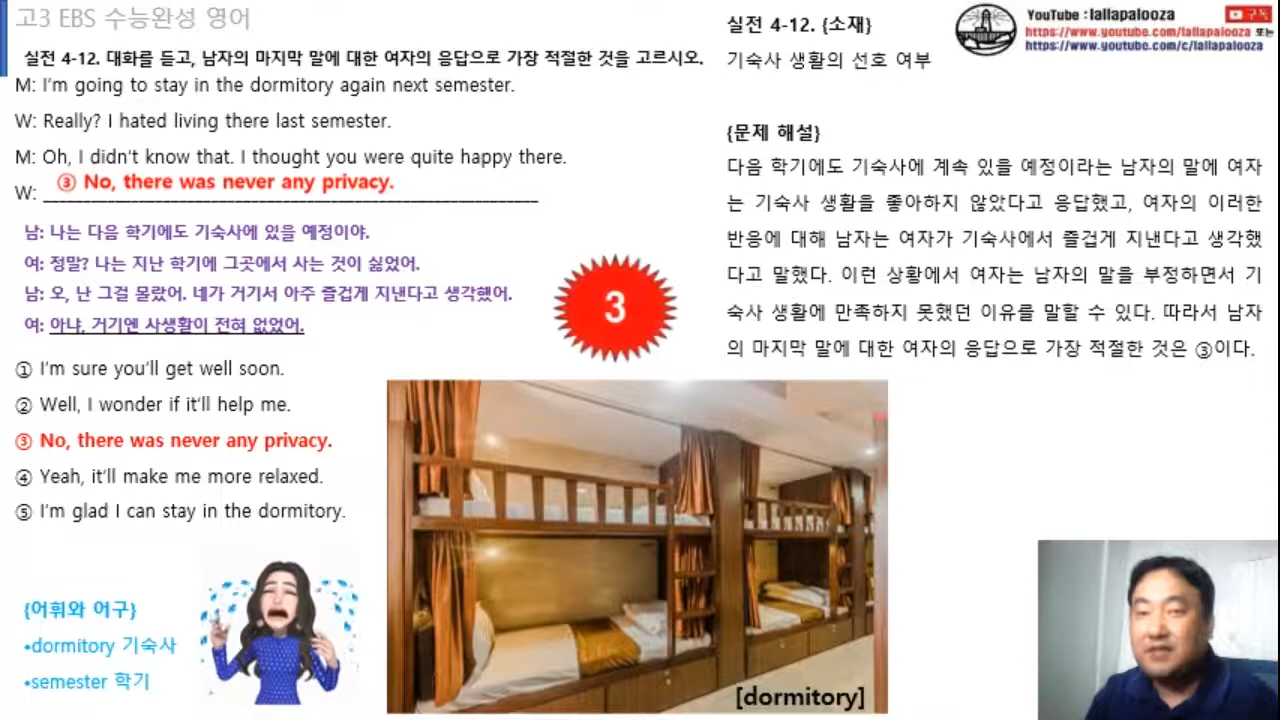 고3 EBS 수능완성 영어
실전 4-12. 대화를 듣고, 남자의 마지막 말에 대한 여자의 응답으로 가장 적절한 것을 고르시오.
M: I'm going to stay in the dormitory again next semester.
W: Really? I hated living there last semester.
M: Oh, I didn't know that. I thought you were quite happy there.
③ No, there was never any privacy.
W: ____________________
남: 나는 다음 학기에도 기숙사에 있을 예정이야.
여: 정말? 나는 지난 학기에 그곳에서 사는 것이 싫었어.
남: 오, 난 그걸 몰랐어. 네가 거기서 아주 즐겁게 지낸다고 생각했어.
여: 아냐, 거기엔 사생활이 전혀 없었어.
3
① I'm sure you'll get well soon.
② Well, I wonder if it'll help me.
③ No, there was never any privacy.
④ Yeah, it'll make me more relaxed.
⑤ I'm glad I can stay in the dormitory.
{어휘와 어구}
•dormitory 기숙사
•semester 학기
[dormitory]
실전 4-12. {소재}
기숙사 생활의 선호 여부
{문제 해설}
다음 학기에도 기숙사에 계속 있을 예정이라는 남자의 말에 여자
는 기숙사 생활을 좋아하지 않았다고 응답했고, 여자의 이러한
반응에 대해 남자는 여자가 기숙사에서 즐겁게 지낸다고 생각했
다고 말했다. 이런 상황에서 여자는 남자의 말을 부정하면서 기
숙사 생활에 만족하지 못했던 이유를 말할 수 있다. 따라서 남자
의 마지막 말에 대한 여자의 응답으로 가장 적절한 것은 ③이다.
YouTube : lallapalooza
구독
https://www.youtube.com/lallapalooza 또는
https://www.youtube.com/c/lallapalooza